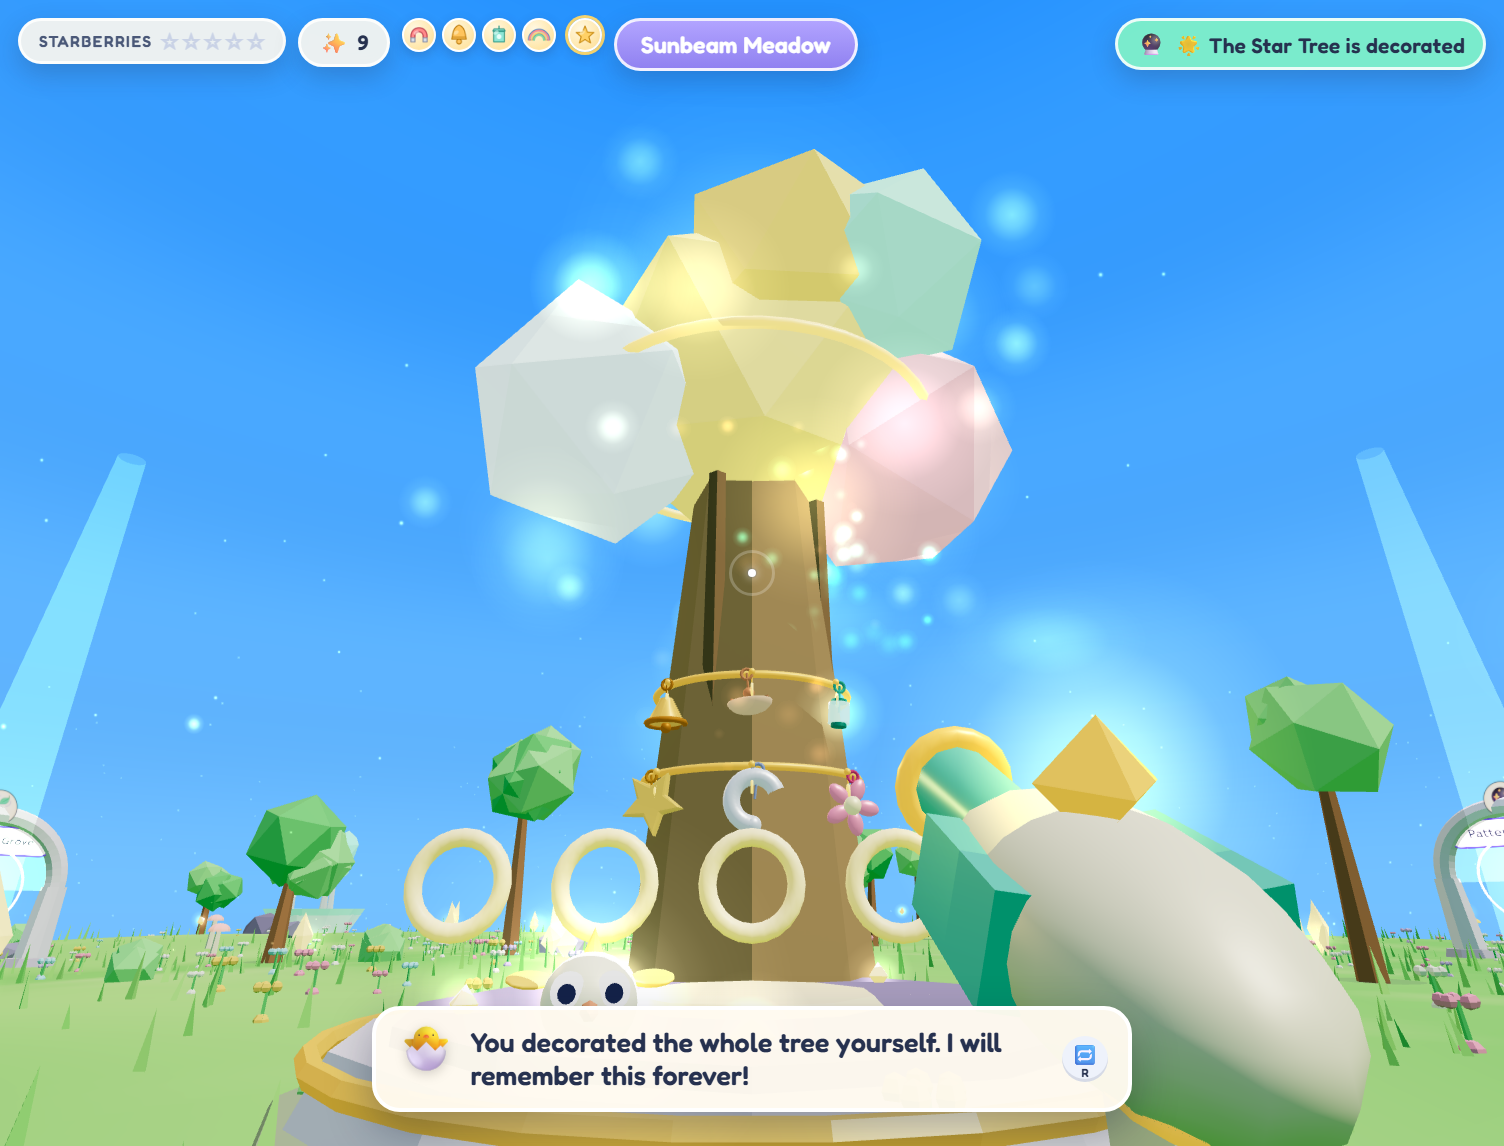 STARBERRIES
9
Sunbeam Meadow
The Star Tree is decorated
You decorated the whole tree yourself. I will
remember this forever!
R